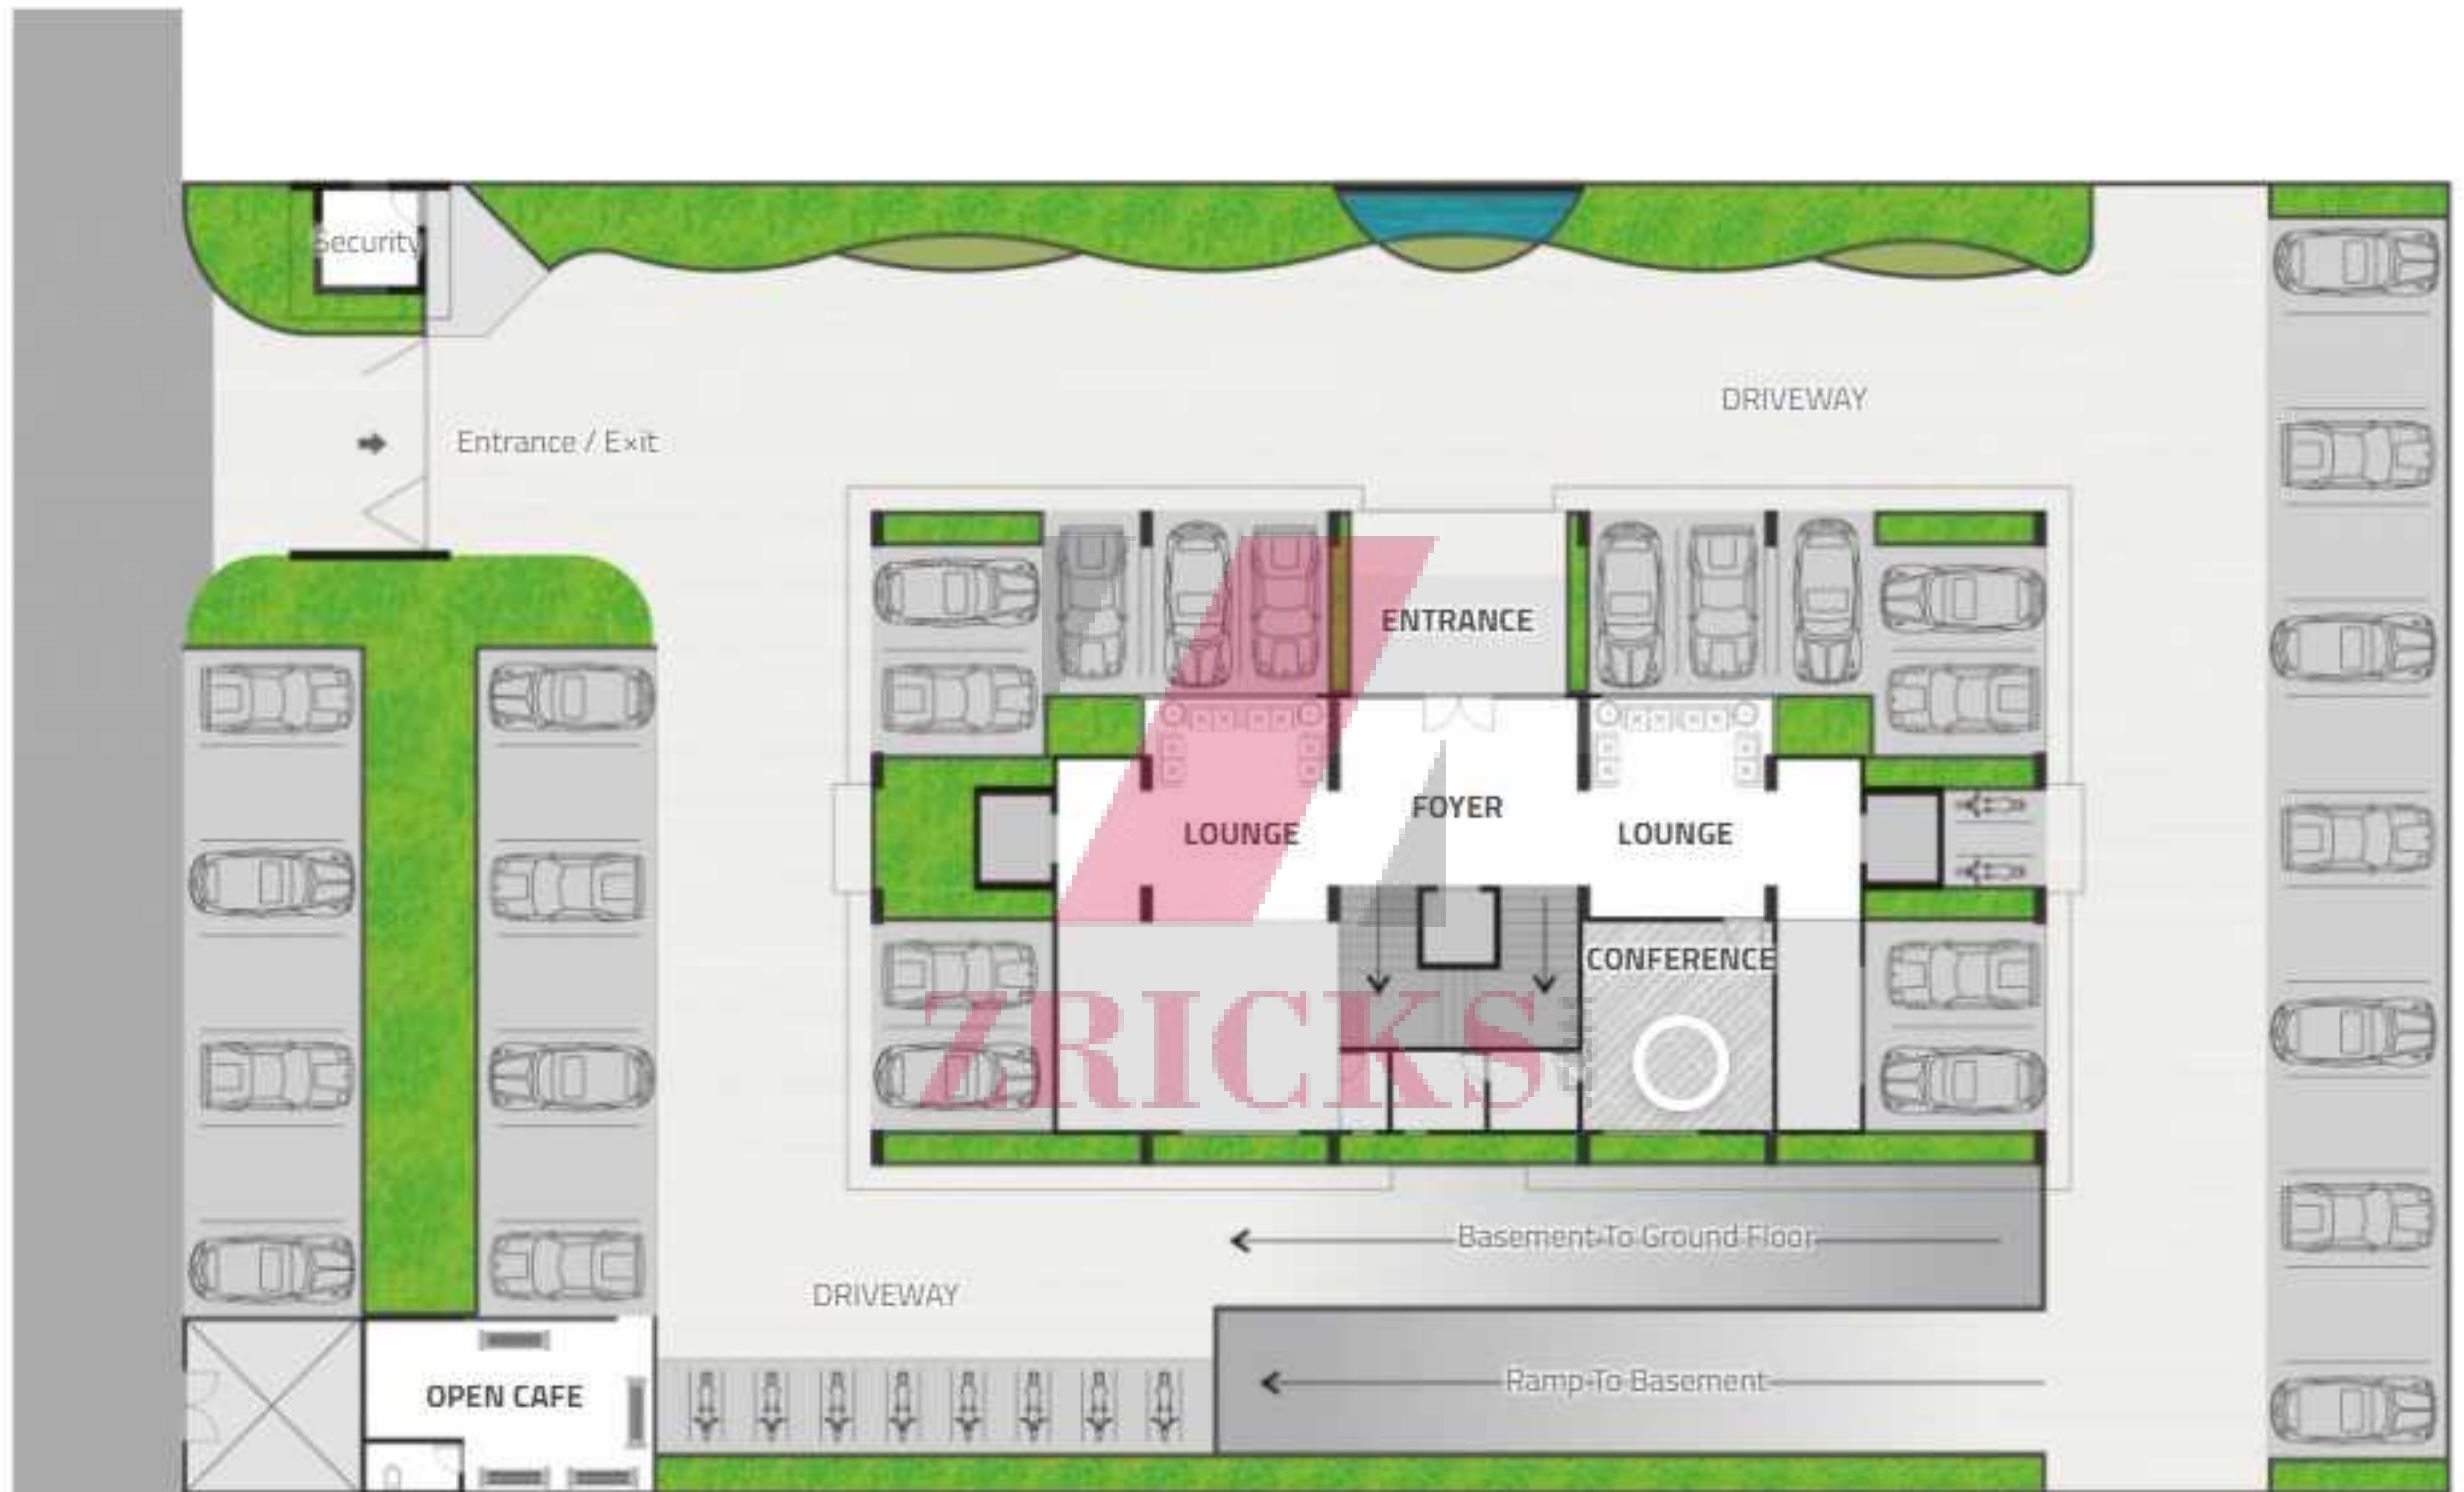 Security
DRIVEWAY
Entrance / Exit
ENTRANCE
FOYER
LOUNGE
LOUNGE
CONFERENCE
ZRICKS
Basement To Ground Floor
DRIVEWAY
Ramp To Basement
OPEN CAFE